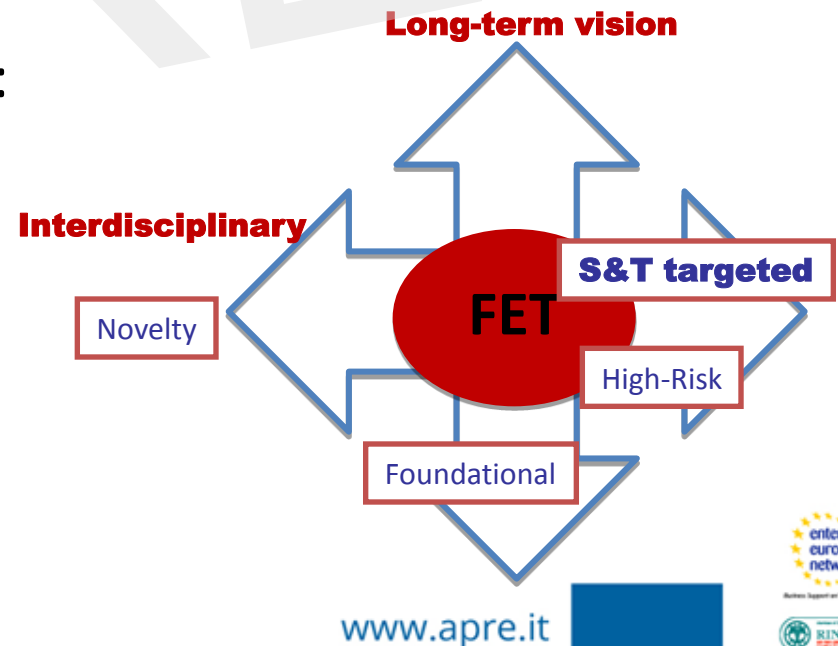 Long-term vision
:
Interdisciplinary
S&T targeted
FET
Novelty
High-Risk
Foundational
www.apre.it